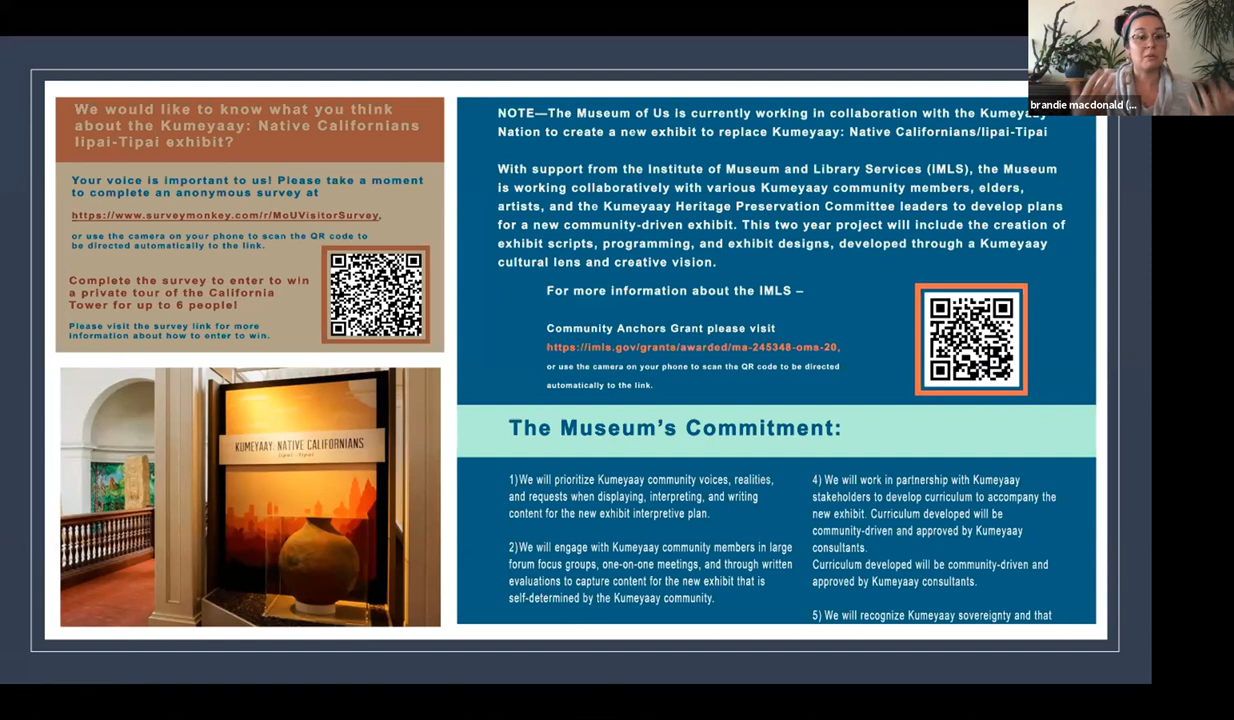 We would like to know what you think
about the Kumeyaay: Native Californians
Iipai-Tipai exhibit?
Your voice is important to us! Please take a moment
to complete an anonymous survey at
https://www.surveymonkey.com/r/MoUVisitorSurvey,
or use the camera on your phone to scan the QR code to
be directed automatically to the link.
Complete the survey to enter to win
a private tour of the California
Tower for up to 6 people!
Please visit the survey link for more
information about how to enter to win.
KUMEYAAY: NATIVE CALIFORNIANS
Iipai - Tipai
NOTE—The Museum of Us is currently working in collaboration with the Kumeyaay
Nation to create a new exhibit to replace Kumeyaay: Native Californians/Iipai-Tipai
With support from the Institute of Museum and Library Services (IMLS), the Museum
is working collaboratively with various Kumeyaay community members, elders,
artists, and the Kumeyaay Heritage Preservation Committee leaders to develop plans
for a new community-driven exhibit. This two year project will include the creation of
exhibit scripts, programming, and exhibit designs, developed through a Kumeyaay
cultural lens and creative vision.
For more information about the IMLS –
Community Anchors Grant please visit
https://imls.gov/grants/awarded/ma-245348-oms-20,
or use the camera on your phone to scan the QR code to be directed
automatically to the link.
The Museum's Commitment:
1)We will prioritize Kumeyaay community voices, realities,
and requests when displaying, interpreting, and writing
content for the new exhibit interpretive plan.
2)We will engage with Kumeyaay community members in large
forum focus groups, one-on-one meetings, and through written
evaluations to capture content for the new exhibit that is
self-determined by the Kumeyaay community.
4) We will work in partnership with Kumeyaay
stakeholders to develop curriculum to accompany the
new exhibit. Curriculum developed will be
community-driven and approved by Kumeyaay
consultants.
Curriculum developed will be community-driven and
approved by Kumeyaay consultants.
5) We will recognize Kumeyaay sovereignty and that
brandie macdonald (...